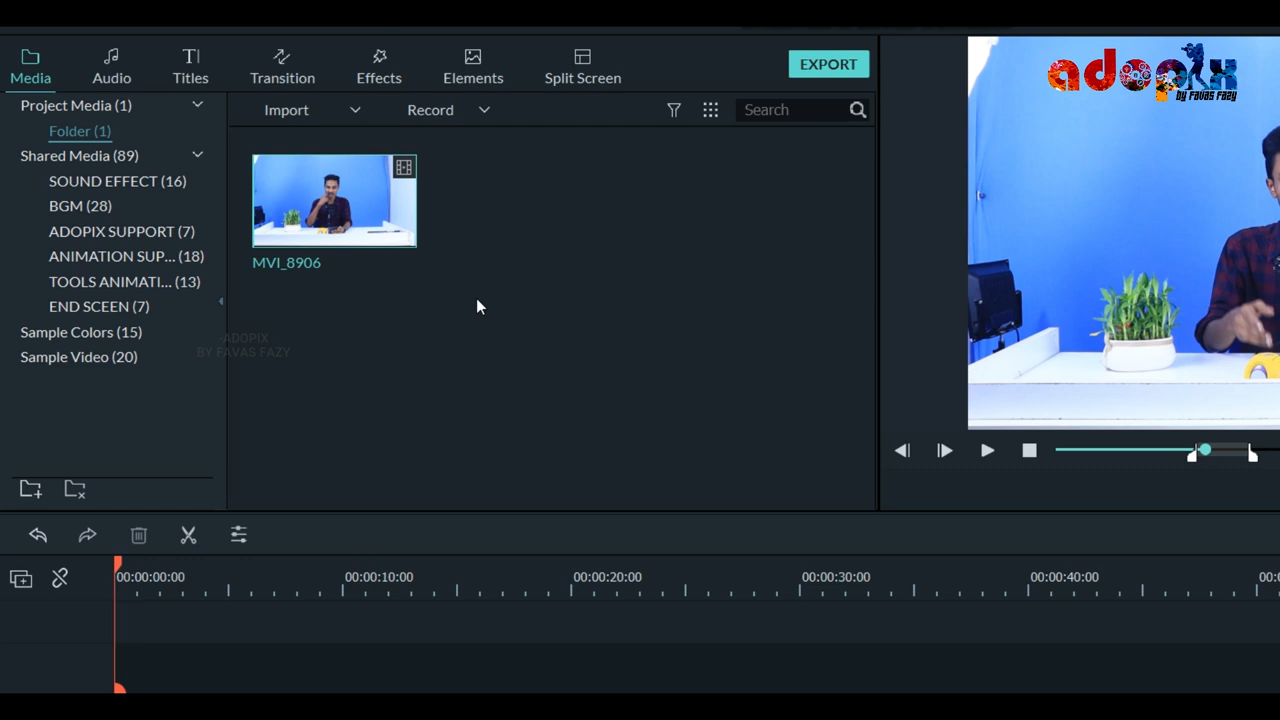 adopix
BY FAVAS FAZY
Media
Audio
Titles
Transition
Effects
Elements
Split Screen
EXPORT
Project Media (1)
Import
Record
Search
Folder (1)
Shared Media (89)
SOUND EFFECT (16)
BGM (28)
ADOPIX SUPPORT (7)
ANIMATION SUP... (18)
TOOLS ANIMATI... (13)
END SCEEN (7)
Sample Colors (15)
Sample Video (20)
MVI_8906
ADOPIX
BY FAVAS FAZY
00:00:00:00
00:00:10:00
00:00:20:00
00:00:30:00
00:00:40:00
00:0